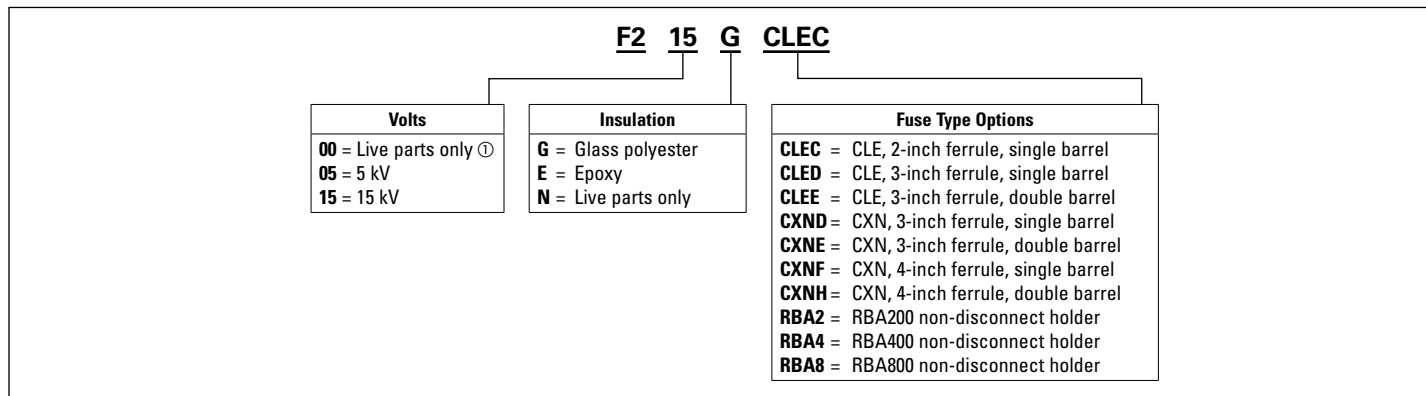 F2 15 G CLEC
Volts
00 = Live parts only ①
05 = 5 kV
15 = 15 kV
Insulation
G = Glass polyester
E = Epoxy
N = Live parts only
Fuse Type Options
CLEC = CLE, 2-inch ferrule, single barrel
CLED = CLE, 3-inch ferrule, single barrel
CLEE = CLE, 3-inch ferrule, double barrel
CXND = CXN, 3-inch ferrule, single barrel
CXNE = CXN, 3-inch ferrule, double barrel
CXNF = CXN, 4-inch ferrule, single barrel
CXNH = CXN, 4-inch ferrule, double barrel
RBA2 = RBA200 non-disconnect holder
RBA4 = RBA400 non-disconnect holder
RBA8 = RBA800 non-disconnect holder